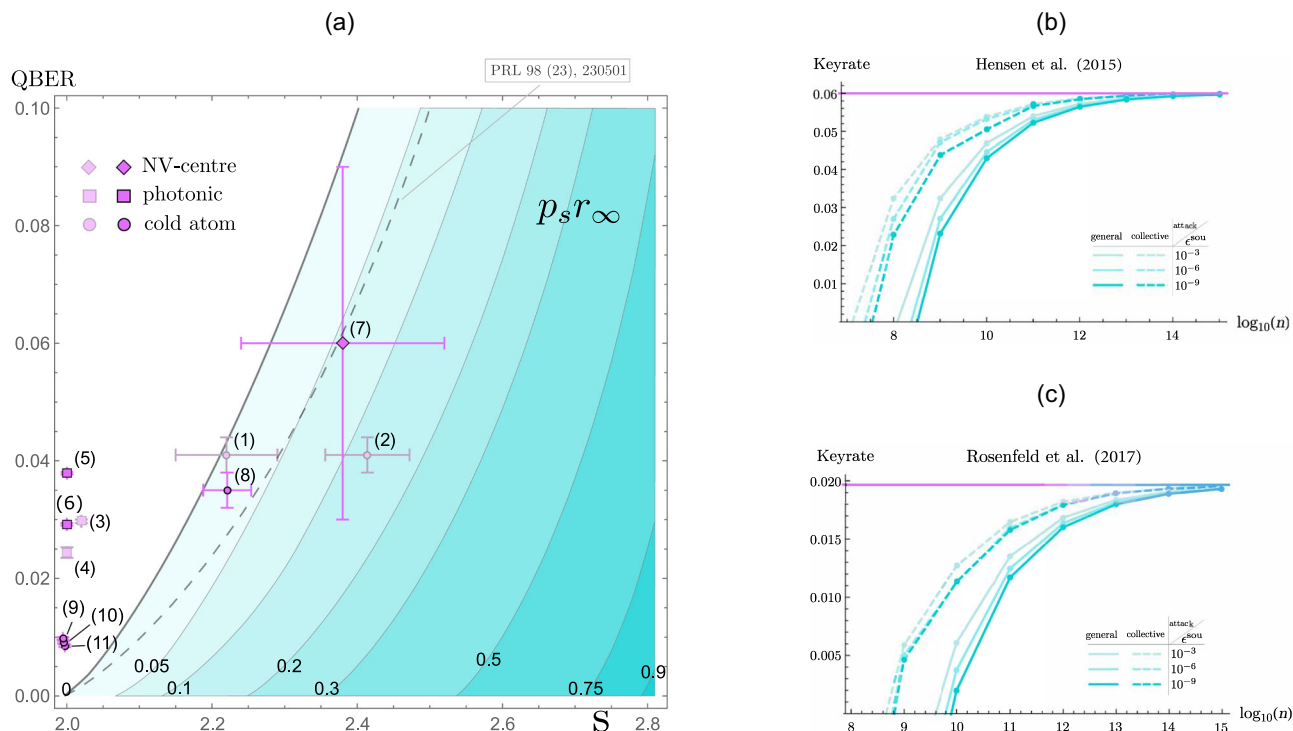 (a)
QBER
PRL 98 (23), 230501
0.10
0.08
0.06
0.04
0.02
0.00
NV-centre
photonic
cold atom
p_s r_∞
(7)
(1)
(2)
(8)
(5)
(6)
(3)
(4)
(9)
(10)
(11)
0
0.05
0.1
0.2
0.3
0.5
0.75
0.9
2.0
2.2
2.4
2.6
2.8
S
(b)
Keyrate
Hensen et al. (2015)
0.06
0.05
0.04
0.03
0.02
0.01
general collective attack ϵ^sou
10^-3
10^-6
10^-9
8 9 10 11 12 13 14
log10(n)
(c)
Keyrate
Rosenfeld et al. (2017)
0.020
0.015
0.010
0.005
general collective attack ϵ^sou
10^-3
10^-6
10^-9
8 9 10 11 12 13 14 15
log10(n)